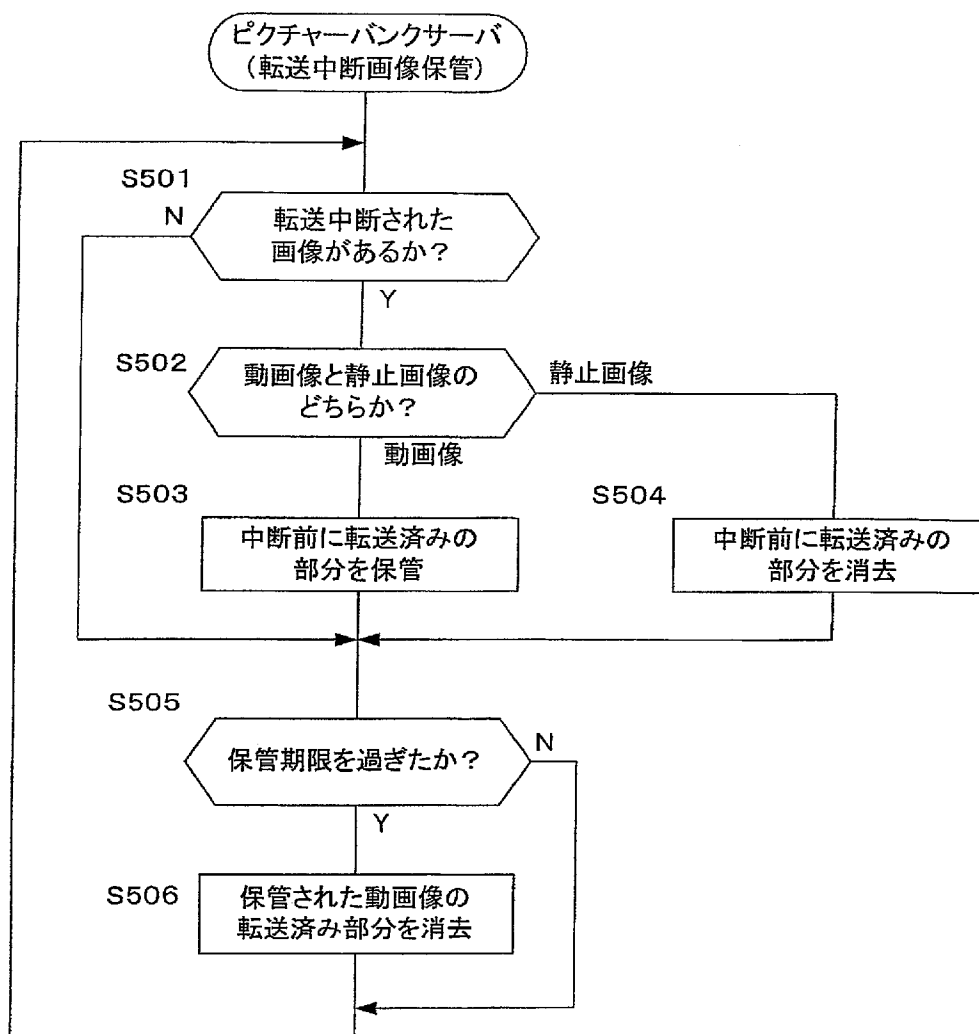 ピクチャーバンクサーバ
（転送中断画像保管）
S501
N
転送中断された
画像があるか？
Y
S502
動画像と静止画像の
どちらか？
静止画像
動画像
S503
中断前に転送済みの
部分を保管
S504
中断前に転送済みの
部分を消去
S505
保管期限を過ぎたか？
N
Y
S506
保管された動画像の
転送済み部分を消去